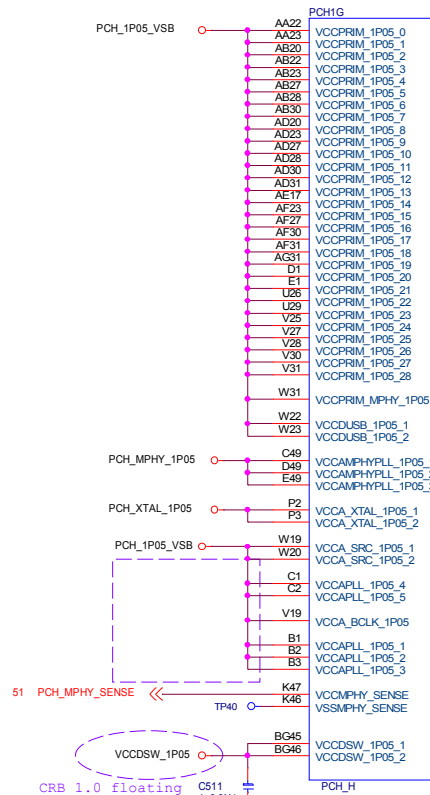 PCH1G
PCH_1P05_VSB
AA22 VCCPRIM_1P05_0
AA23 VCCPRIM_1P05_1
AB20 VCCPRIM_1P05_2
AB22 VCCPRIM_1P05_3
AB23 VCCPRIM_1P05_4
AB27 VCCPRIM_1P05_5
AB28 VCCPRIM_1P05_6
AB30 VCCPRIM_1P05_7
AD20 VCCPRIM_1P05_8
AD23 VCCPRIM_1P05_9
AD27 VCCPRIM_1P05_10
AD28 VCCPRIM_1P05_11
AD30 VCCPRIM_1P05_12
AD31 VCCPRIM_1P05_13
AE17 VCCPRIM_1P05_14
AF23 VCCPRIM_1P05_15
AF27 VCCPRIM_1P05_16
AF30 VCCPRIM_1P05_17
AF31 VCCPRIM_1P05_18
AG31 VCCPRIM_1P05_19
D1 VCCPRIM_1P05_20
E1 VCCPRIM_1P05_21
U26 VCCPRIM_1P05_22
U29 VCCPRIM_1P05_23
V25 VCCPRIM_1P05_24
V27 VCCPRIM_1P05_25
V28 VCCPRIM_1P05_26
V30 VCCPRIM_1P05_27
V31 VCCPRIM_1P05_28
W31 VCCPRIM_MPHY_1P05
W22 VCCDUSB_1P05_1
W23 VCCDUSB_1P05_2
PCH_MPHY_1P05
C49 VCCAMPHYPLL_1P05_
D49 VCCAMPHYPLL_1P05_
E49 VCCAMPHYPLL_1P05_
PCH_XTAL_1P05
P2 VCCA_XTAL_1P05_1
P3 VCCA_XTAL_1P05_2
PCH_1P05_VSB
W19 VCCA_SRC_1P05_1
W20 VCCA_SRC_1P05_2
C1 VCCAPLL_1P05_4
C2 VCCAPLL_1P05_5
V19 VCCA_BCLK_1P05
B1 VCCAPLL_1P05_1
B2 VCCAPLL_1P05_2
B3 VCCAPLL_1P05_3
51 PCH_MPHY_SENSE K47 VCCMPHY_SENSE
TP40 K46 VSSMPHY_SENSE
VCCDSW_1P05
BG45 VCCDSW_1P05_1
BG46 VCCDSW_1P05_2
CRB 1.0 floating
C511
PCH_H